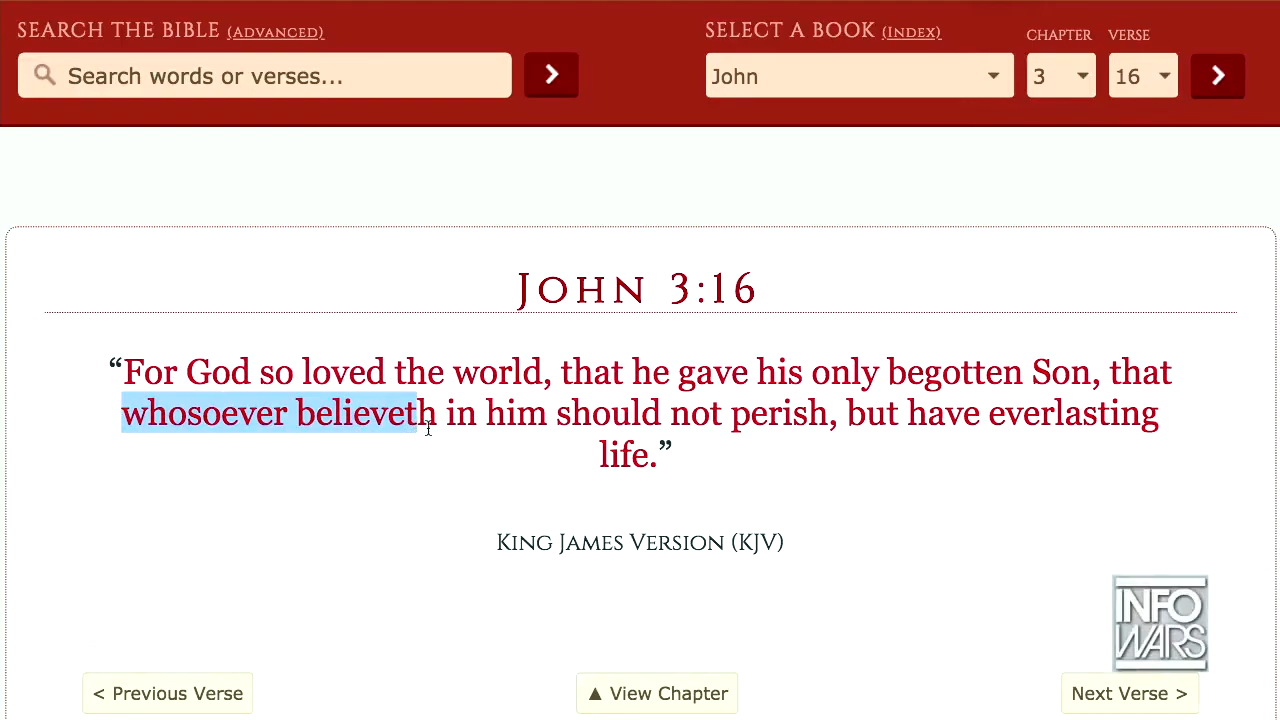 SEARCH THE BIBLE (ADVANCED)
SELECT A BOOK (INDEX)
CHAPTER VERSE
Search words or verses...
John
3
16
JOHN 3:16
“For God so loved the world, that he gave his only begotten Son, that
whosoever believeth in him should not perish, but have everlasting
life.”
KING JAMES VERSION (KJV)
INFO
WARS
< Previous Verse
▲ View Chapter
Next Verse >